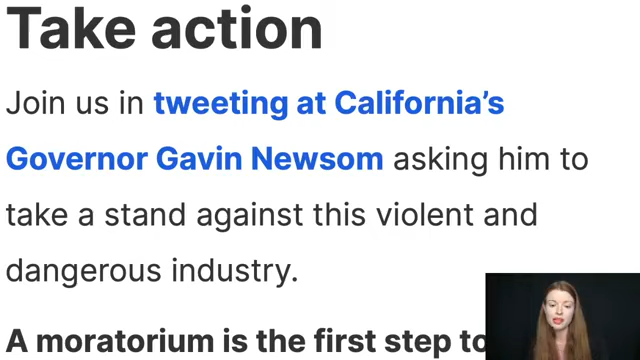 Take action
Join us in tweeting at California’s
Governor Gavin Newsom asking him to
take a stand against this violent and
dangerous industry.
A moratorium is the first step to